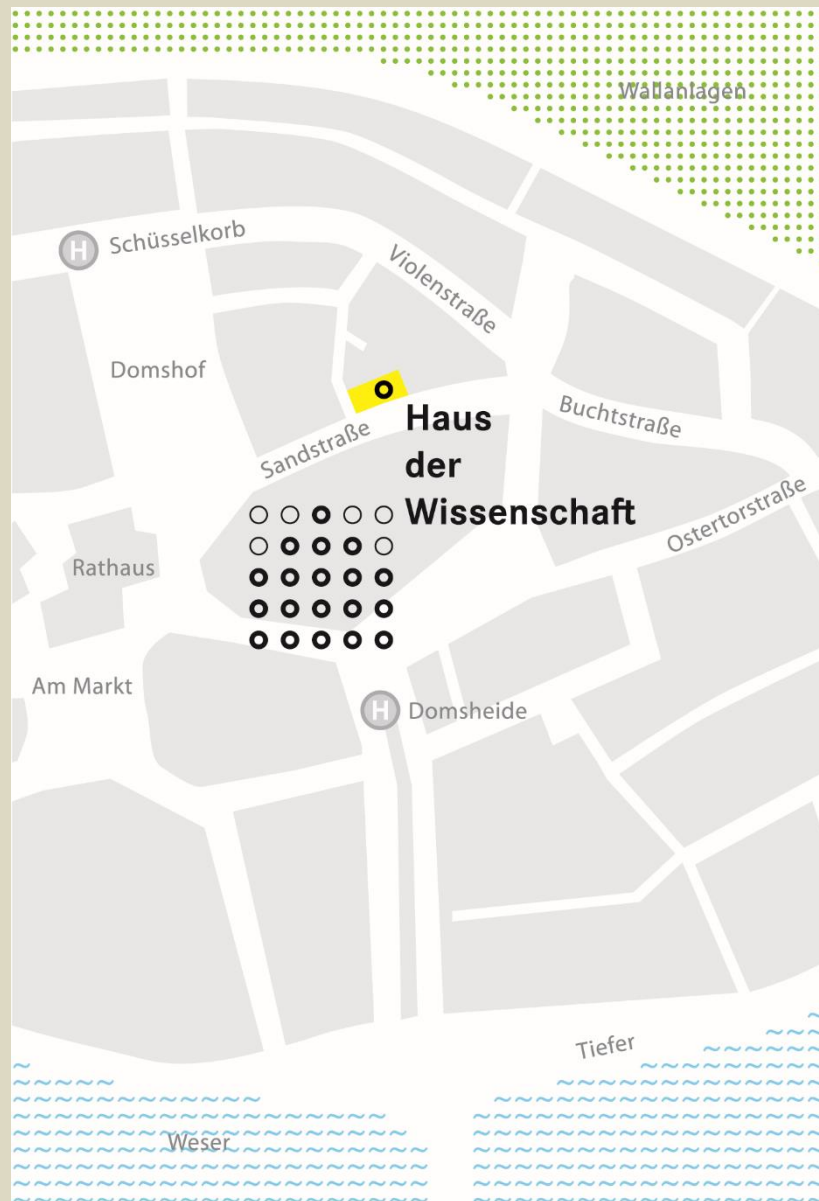 Wallanlagen
H
Schüsselkorb
Violenstraße
Domshof
Buchtstraße
Sandstraße
Haus
der
Wissenschaft
Ostertorstraße
Rathaus
Am Markt
H
Domsheide
Tiefer
Weser